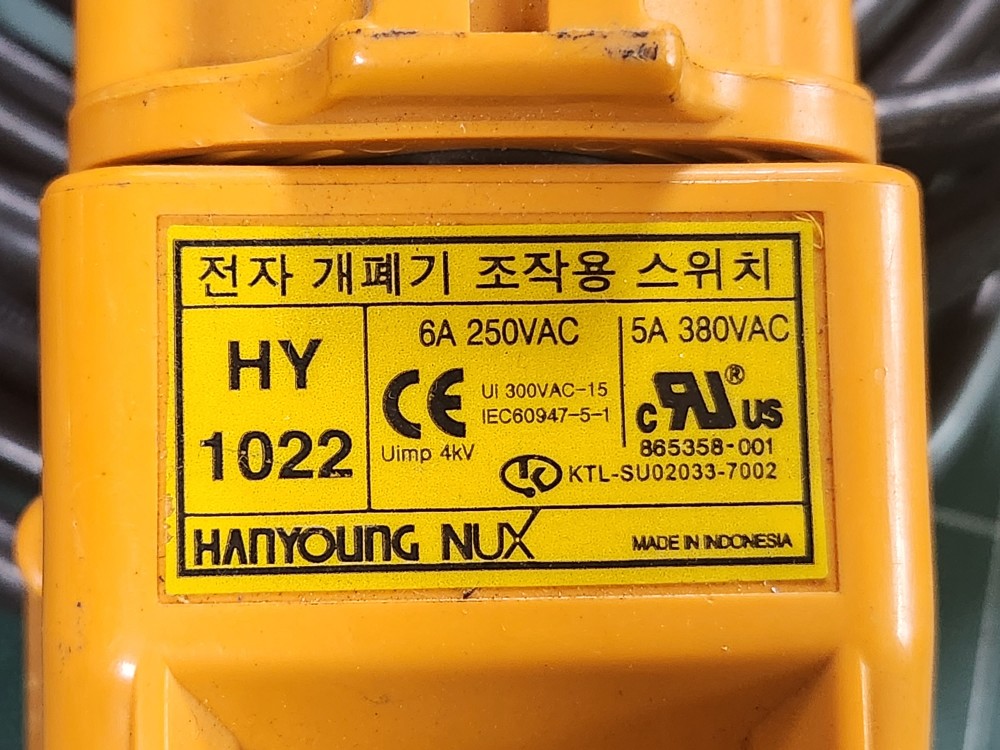 전자 개폐기 조작용 스위치
HY
1022
6A 250VAC
5A 380VAC
CE
Ui 300VAC-15
IEC60947-5-1
Uimp 4kV
c RU ® US
865358-001
KTL-SU02033-7002
HANYOUNG NUX
MADE IN INDONESIA